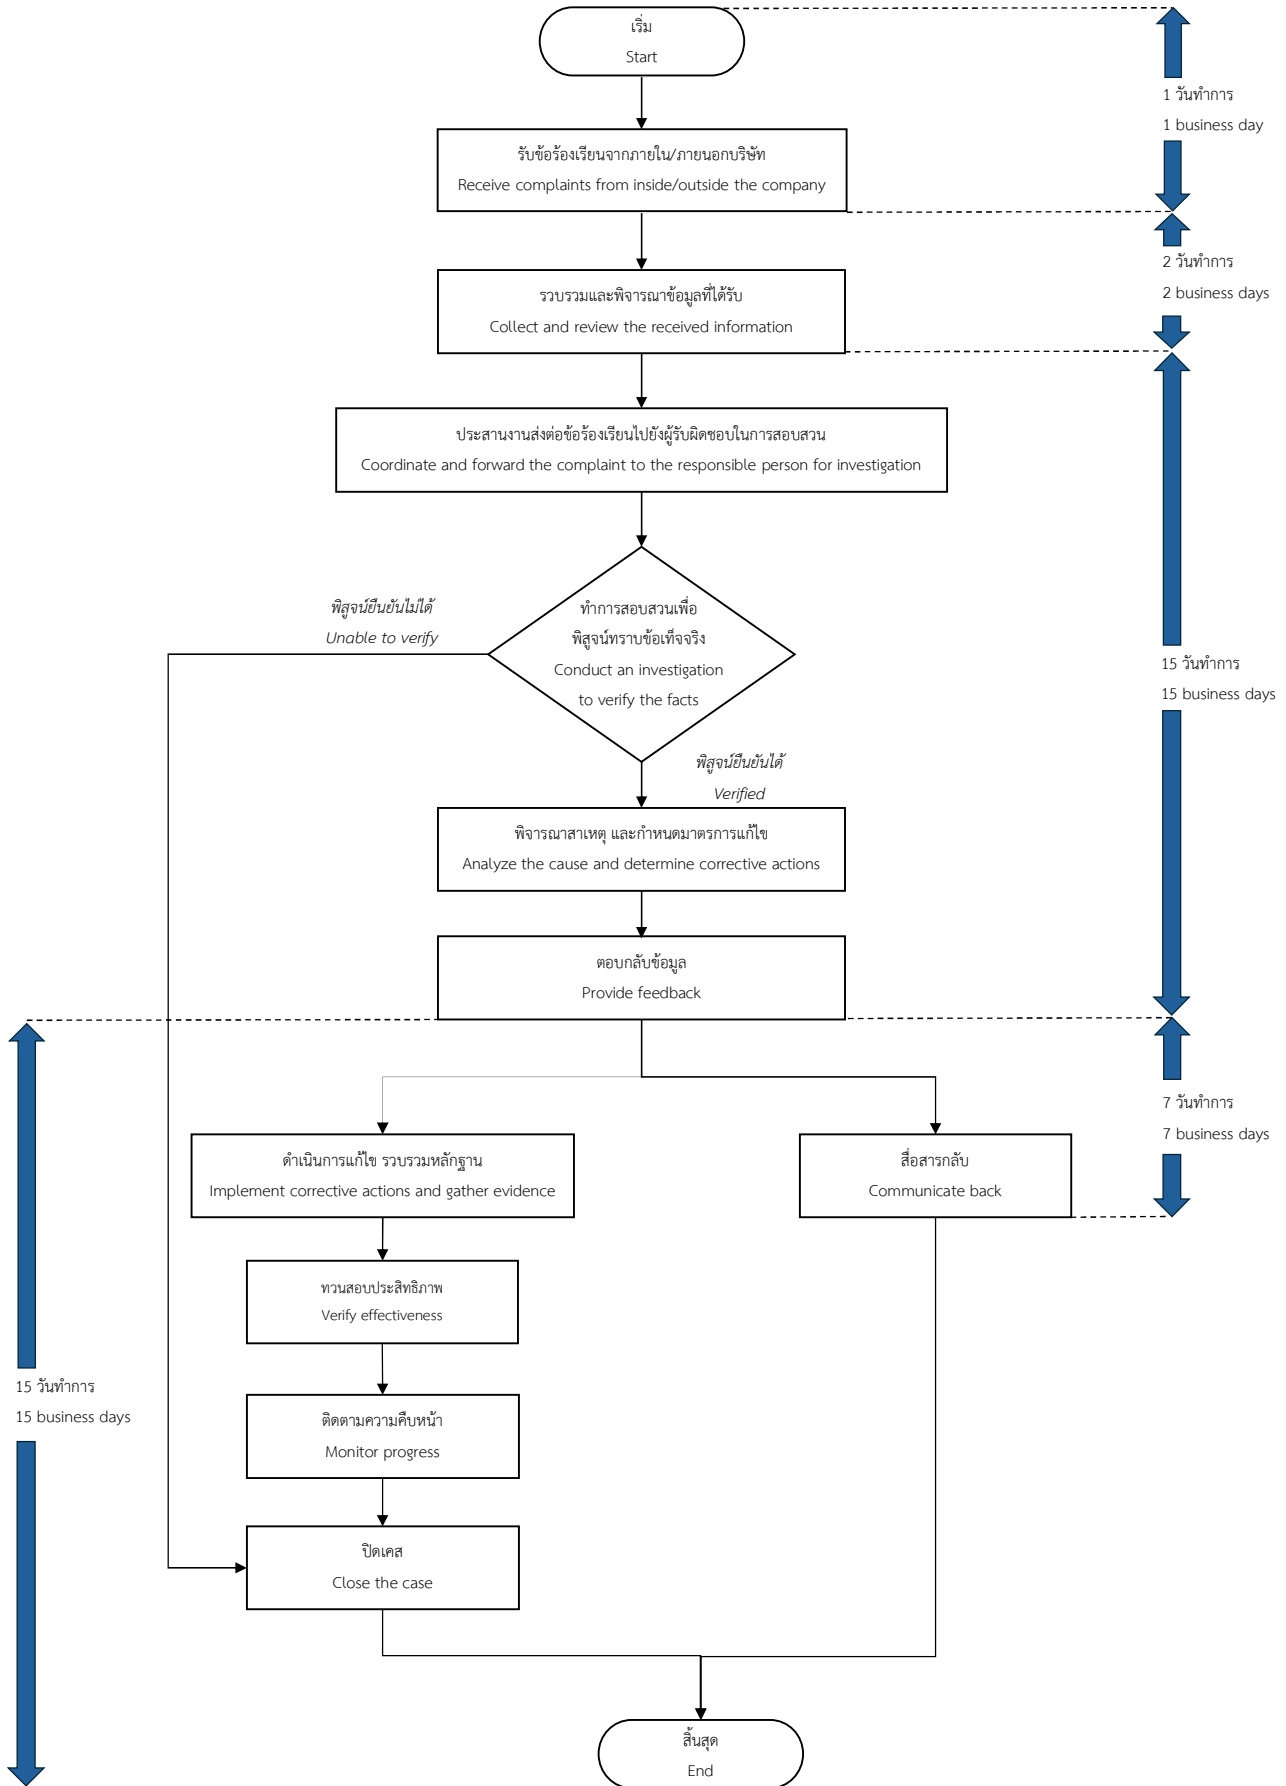 เริ่ม
Start
1 วันทำการ
1 business day
รับข้อร้องเรียนจากภายใน/ภายนอกบริษัท
Receive complaints from inside/outside the company
2 วันทำการ
2 business days
รวบรวมและพิจารณาข้อมูลที่ได้รับ
Collect and review the received information
ประสานงานส่งต่อข้อร้องเรียนไปยังผู้รับผิดชอบในการสอบสวน
Coordinate and forward the complaint to the responsible person for investigation
พิสูจน์ยืนยันไม่ได้
Unable to verify
ทำการสอบสวนเพื่อ
พิสูจน์ทราบข้อเท็จจริง
Conduct an investigation
to verify the facts
15 วันทำการ
15 business days
พิสูจน์ยืนยันได้
Verified
พิจารณาสาเหตุ และกำหนดมาตรการแก้ไข
Analyze the cause and determine corrective actions
ตอบกลับข้อมูล
Provide feedback
7 วันทำการ
7 business days
ดำเนินการแก้ไข รวบรวมหลักฐาน
Implement corrective actions and gather evidence
สื่อสารกลับ
Communicate back
ทวนสอบประสิทธิภาพ
Verify effectiveness
15 วันทำการ
15 business days
ติดตามความคืบหน้า
Monitor progress
ปิดเคส
Close the case
สิ้นสุด
End